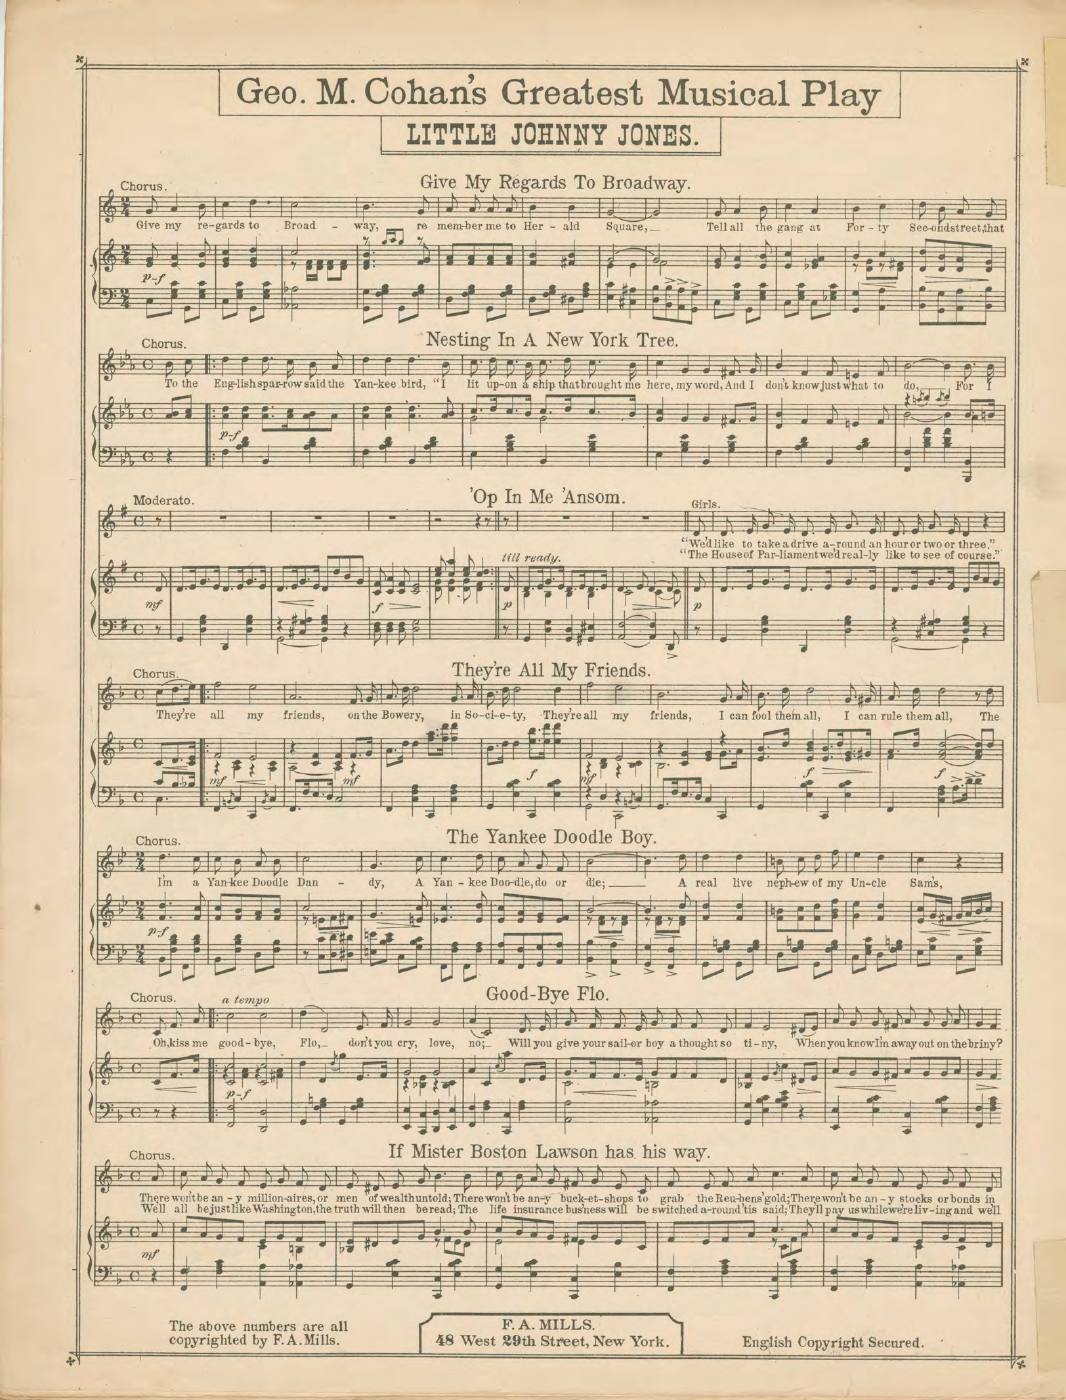 Geo. M. Cohan's Greatest Musical Play
LITTLE JOHNNY JONES.
Give My Regards To Broadway.
Chorus.
Give my re-gards to Broad - way, re mem-ber me to Her - ald Square, Tell all the gang at For - ty Sec-ond street, that
p-f
Nesting In A New York Tree.
Chorus.
To the Eng-lish spar-row said the Yan-kee bird, "I lit up-on a ship that brought me here, my word, And I don't know just what to do, For I
p-f
'Op In Me 'Ansom.
Moderato.
Girls.
"We'd like to take a drive a-round an hour or two or three."
"The House of Par-liament we'd real-ly like to see of course."
till ready.
mf f p p
They're All My Friends.
Chorus.
They're all my friends, on the Bowery, in So-ci-e-ty, They're all my friends, I can fool them all, I can rule them all, The
mf mf f mf f f
The Yankee Doodle Boy.
Chorus.
I'm a Yan-kee Doodle Dan - dy, A Yan - kee Doo-dle, do or die; A real live neph-ew of my Un-cle Sam's,
p-f
Good-Bye Flo.
Chorus. a tempo
Oh, kiss me good-bye, Flo, don't you cry, love, no; Will you give your sail-or boy a thought so ti-ny, When you know I'm away out on the briny?
p-f
If Mister Boston Lawson has his way.
Chorus.
There won't be an-y million-aires, or men of wealth untold; There won't be an-y buck-et-shops to grab the Reu-bens' gold; There won't be an-y stocks or bonds in
We'll all be just like Washington, the truth will then be read; The life insurance bus'ness will be switched a-round 'tis said; They'll pay us while we're liv-ing and we'll
mf
The above numbers are all
copyrighted by F. A. Mills.
F. A. MILLS.
48 West 29th Street, New York.
English Copyright Secured.